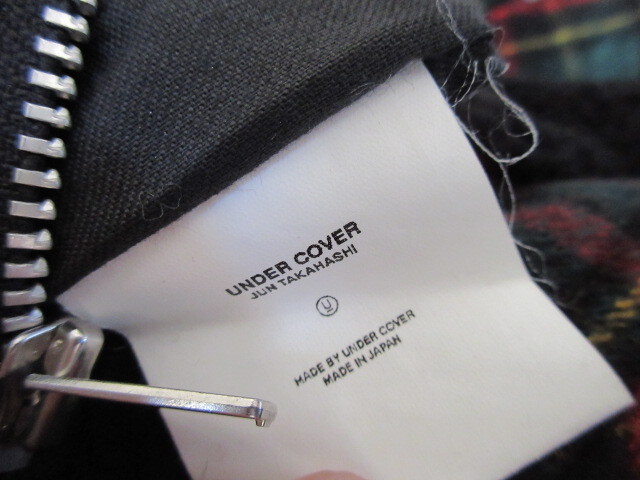 UNDER COVER
JUN TAKAHASHI
U
MADE BY UNDER COVER
MADE IN JAPAN